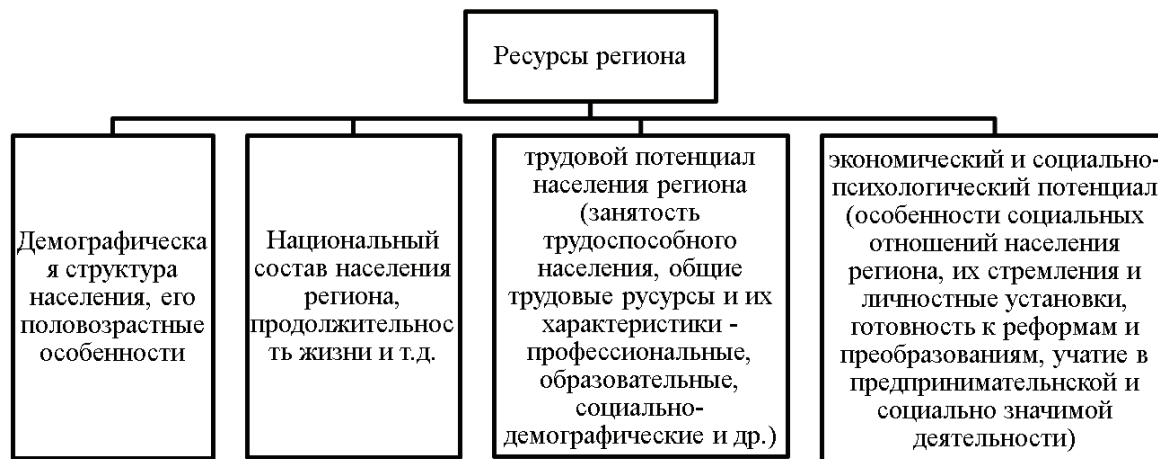 Ресурсы региона
Демографическа
я структура
населения, его
половозрастные
особенности
Национальный
состав населения
региона,
продолжительнос
ть жизни и т.д.
трудовой потенциал
населения региона
(занятость
трудоспособного
населения, общие
трудовые русурсы и их
характеристики -
профессиональные,
образовательные,
социально-
демографические и др.)
экономический и социально-
психологический потенциал
(особенности социальных
отношений населения
региона, их стремления и
личностные установки,
готовность к реформам и
преобразованиям, учатие в
предпринимательнской и
социально значимой
деятельности)